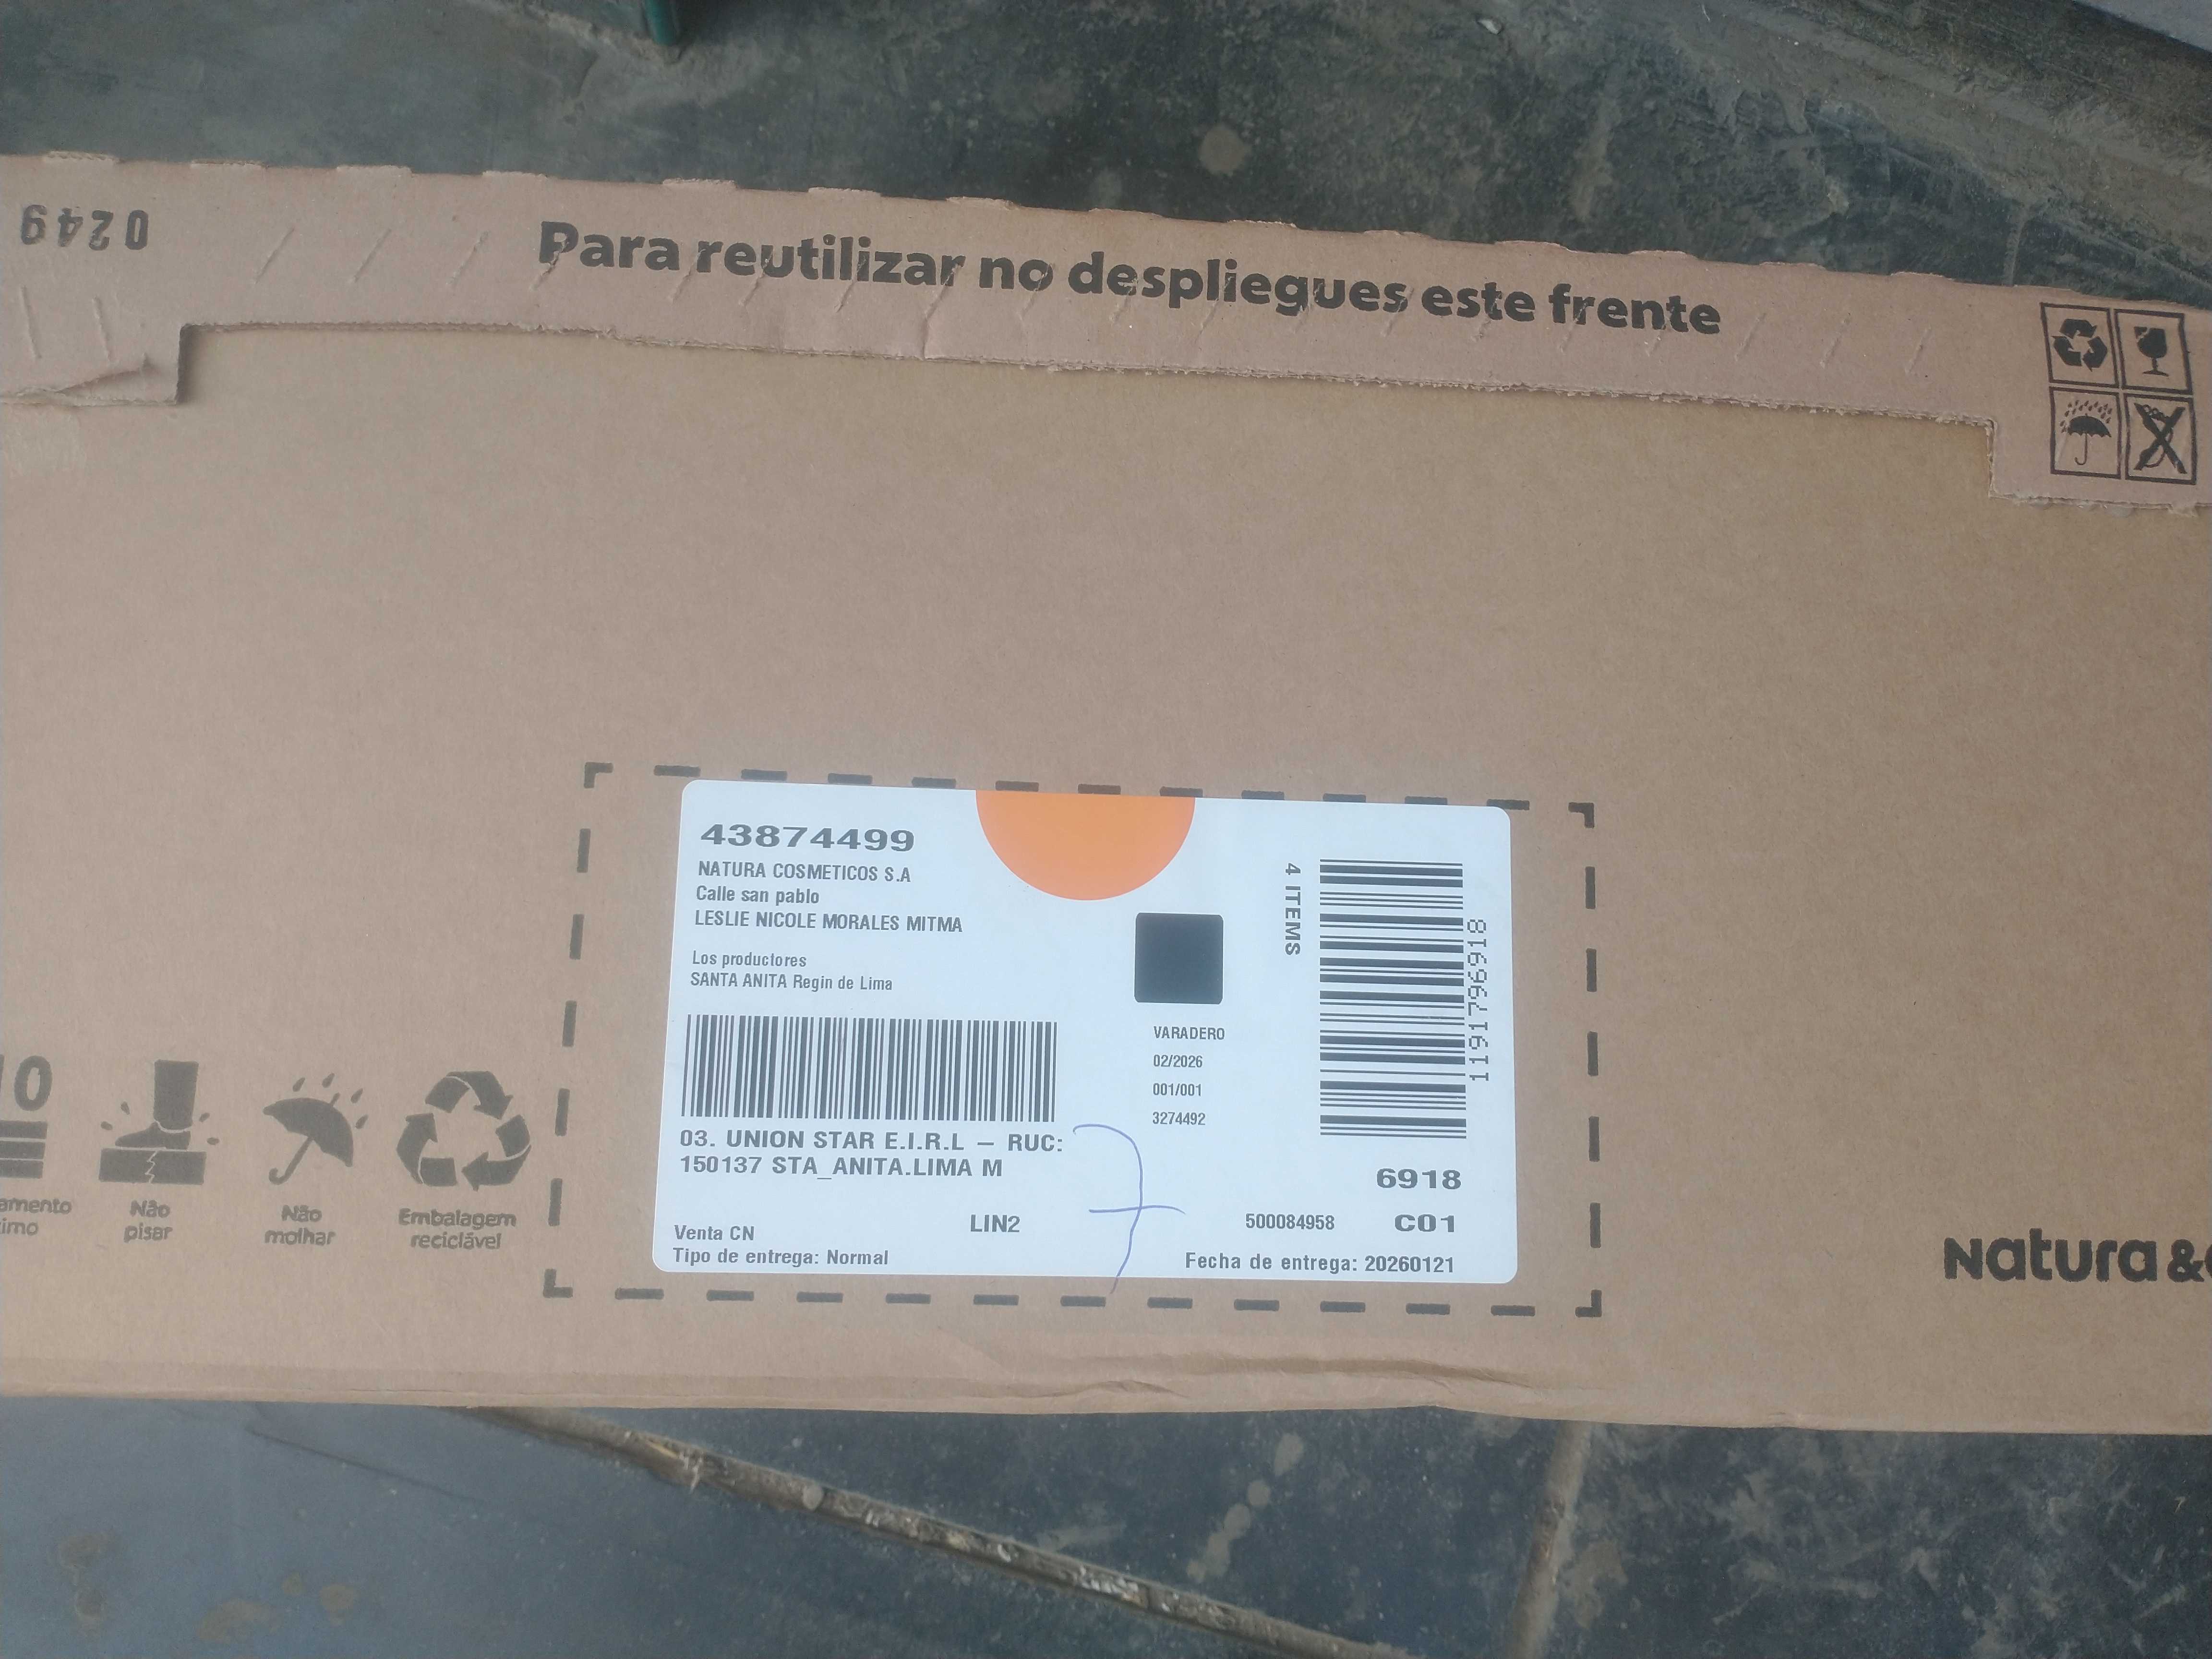 0249
Para reutilizar no despliegues este frente
43874499
NATURA COSMETICOS S.A
Calle san pablo
LESLIE NICOLE MORALES MITMA
Los productores
SANTA ANITA Regin de Lima
4 ITEMS
1191799918
VARADERO
02/2026
001/001
3274492
03. UNION STAR E.I.R.L – RUC:
150137 STA_ANITA.LIMA M
7
6918
LIN2
500084958
C01
Venta CN
Tipo de entrega: Normal
Fecha de entrega: 20260121
10
Não
pisar
Não
molhar
Embalagem
reciclável
Natura &